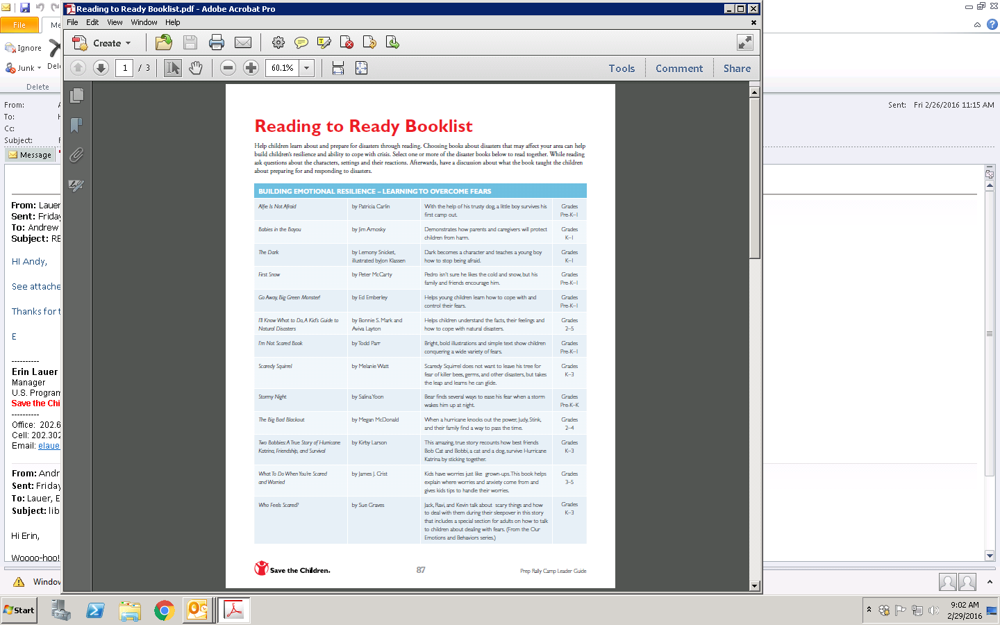 Reading to Ready Booklist.pdf - Adobe Acrobat Pro
File
File Edit View Window Help
Ignore
Create
Junk
1 / 3
60.1%
Tools Comment Share
Delete
From:
To:
Cc:
Subject:
Sent: Fri 2/26/2016 11:15 AM
Message
Reading to Ready Booklist
Help children learn about and prepare for disasters through reading. Choosing books about disasters that may affect your area can help
build children's resilience and ability to cope with crisis. Select one or more of the disaster books below to read together. While reading
ask questions about the characters, settings and their reactions. Afterwards, have a discussion about what the book taught the children
about preparing for and responding to disasters.
BUILDING EMOTIONAL RESILIENCE – LEARNING TO OVERCOME FEARS
Alfie Is Not Afraid by Patricia Carlin With the help of his trusty dog, a little boy survives his Grades
first camp out. Pre-K–1
Babies in the Bayou by Jim Arnosky Demonstrates how parents and caregivers will protect Grades
children from harm. K–1
The Dark by Lemony Snicket, Dark becomes a character and teaches a young boy Grades
illustrated byJon Klassen how to stop being afraid. K–1
First Snow by Peter McCarty Pedro isn't sure he likes the cold and snow, but his Grades
family and friends encourage him. Pre-K–1
Go Away, Big Green Monster! by Ed Emberley Helps young children learn how to cope with and Grades
control their fears. Pre-K–1
I'll Know What to Do, A Kid's Guide to by Bonnie S. Mark and Helps children understand the facts, their feelings and Grades
Natural Disasters Aviva Layton how to cope with natural disasters. 2–5
I'm Not Scared Book by Todd Parr Bright, bold illustrations and simple text show children Grades
conquering a wide variety of fears. Pre-K–1
Scaredy Squirrel by Melanie Watt Scaredy Squirrel does not want to leave his tree for Grades
fear of killer bees, germs, and other disasters, but takes K–3
the leap and learns he can glide.
Stormy Night by Salina Yoon Bear finds several ways to ease his fear when a storm Grades
wakes him up at night. Pre-K–K
The Big Bad Blackout by Megan McDonald When a hurricane knocks out the power, Judy, Stink, Grades
and their family find a way to pass the time. 2–4
Two Bobbies: A True Story of Hurricane by Kirby Larson This amazing, true story recounts how best friends Grades
Katrina, Friendship, and Survival Bob Cat and Bobbi, a cat and a dog, survive Hurricane K–3
Katrina by sticking together.
What To Do When You're Scared by James J. Crist Kids have worries just like grown-ups. This book helps Grades
and Worried explain where worries and anxiety come from and 3–5
gives kids tips to handle their worries.
Who Feels Scared? by Sue Graves Jack, Ravi, and Kevin talk about scary things and how Grades
to deal with them during their sleepover in this story K–3
that includes a special section for adults on how to talk
to children about dealing with fears. (From the Our
Emotions and Behaviors series.)
Save the Children. 87 Prep Rally Camp Leader Guide
From: Lauer
Sent: Friday
To: Andrew
Subject: RE
HI Andy,
See attache
Thanks for t
E
----------
Erin Lauer
Manager
U.S. Program
Save the Chi
----------
Office: 202.6
Cell: 202.302
Email: elaue
From: Andr
Sent: Friday
To: Lauer, E
Subject: lib
Hi Erin,
Woooo-hoo!
Window
Start
9:02 AM
2/29/2016